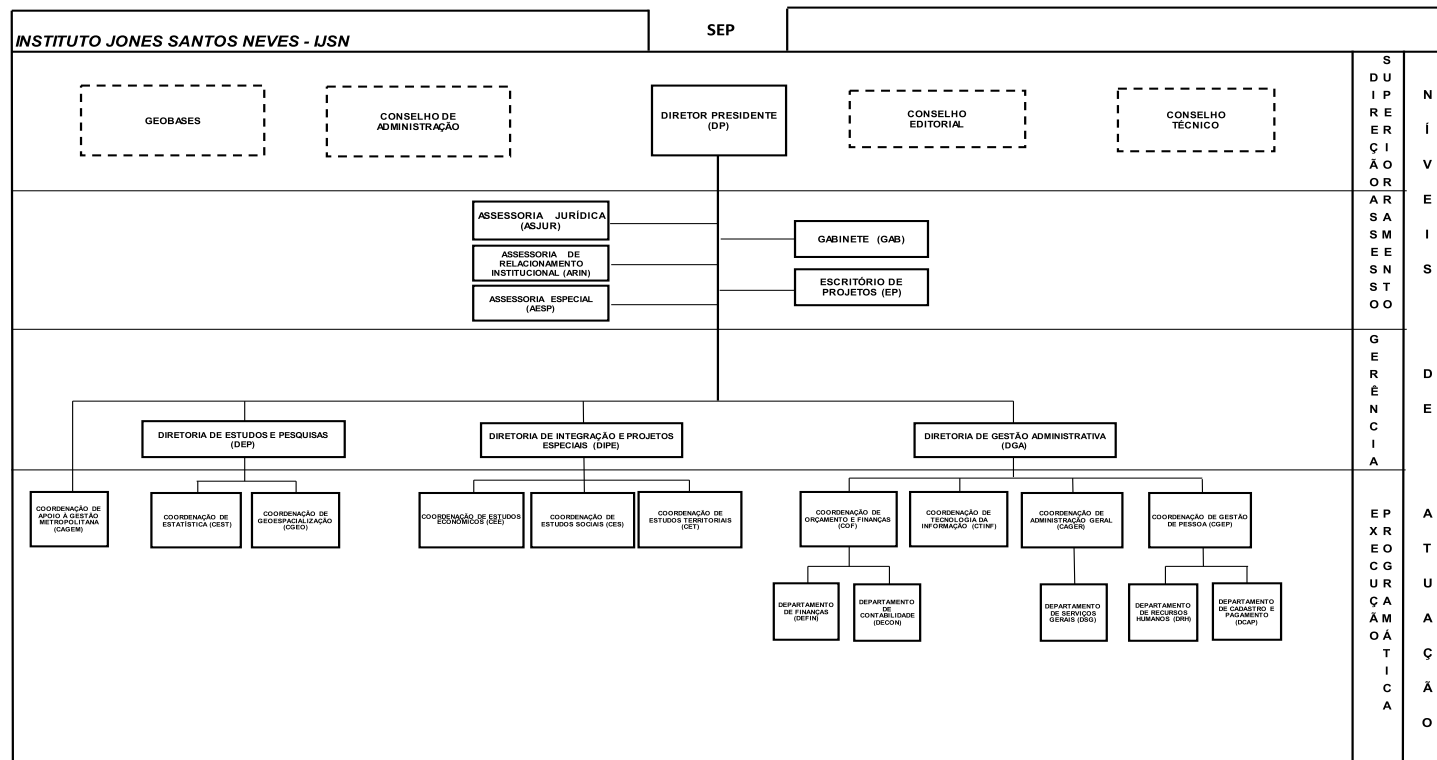 SEP
INSTITUTO JONES SANTOS NEVES - IJSN
GEOBASES
CONSELHO DE
ADMINISTRAÇÃO
DIRETOR PRESIDENTE
(DP)
CONSELHO
EDITORIAL
CONSELHO
TÉCNICO
DIREÇÃO
SUPERIOR
ASSESSORIA JURÍDICA
(ASJUR)
ASSESSORIA DE
RELACIONAMENTO
INSTITUCIONAL (ARIN)
ASSESSORIA ESPECIAL
(AESP)
GABINETE (GAB)
ESCRITÓRIO DE
PROJETOS (EP)
ASSESSO
RAMENTO
DIRETORIA DE ESTUDOS E PESQUISAS
(DEP)
DIRETORIA DE INTEGRAÇÃO E PROJETOS
ESPECIAIS (DIPE)
DIRETORIA DE GESTÃO ADMINISTRATIVA
(DGA)
GERÊNCIA
COORDENAÇÃO DE
APOIO À GESTÃO
METROPOLITANA
(CAGEM)
COORDENAÇÃO DE
ESTATÍSTICA (CEST)
COORDENAÇÃO DE
GEOESPACIALIZAÇÃO
(CGEO)
COORDENAÇÃO DE ESTUDOS
ECONÔMICOS (CEE)
COORDENAÇÃO DE
ESTUDOS SOCIAIS (CES)
COORDENAÇÃO DE
ESTUDOS TERRITORIAIS
(CET)
COORDENAÇÃO DE
ORÇAMENTO E FINANÇAS
(COF)
COORDENAÇÃO DE
TECNOLOGIA DA
INFORMAÇÃO (CTINF)
COORDENAÇÃO DE
ADMINISTRAÇÃO GERAL
(CAGER)
COORDENAÇÃO DE GESTÃO
DE PESSOA (CGEP)
DEPARTAMENTO
DE FINANÇAS
(DEFIN)
DEPARTAMENTO
DE
CONTABILIDADE
(DECON)
DEPARTAMENTO
DE SERVIÇOS
GERAIS (DSG)
DEPARTAMENTO
DE RECURSOS
HUMANOS (DRH)
DEPARTAMENTO
DE CADASTRO E
PAGAMENTO
(DCAP)
EXECUÇÃO
PROGRAMÁTICA
NÍVEIS DE ATUAÇÃO